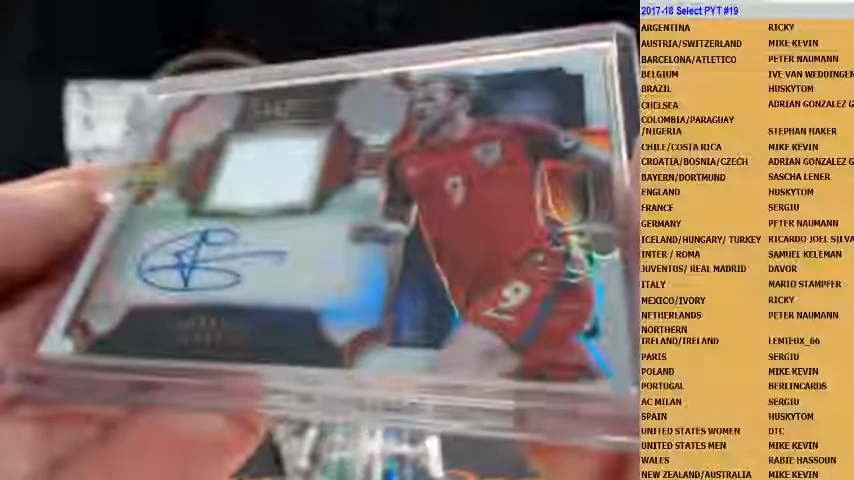 2017-18 Select PYT #19
ARGENTINA RICKY
AUSTRIA/SWITZERLAND MIKE KEVIN
BARCELONA/ATLETICO PETER NAUMANN
BELGIUM IVE VAN WEDDINGEN
BRAZIL HUSKYTOM
CHELSEA ADRIAN GONZALEZ G
COLOMBIA/PARAGUAY
/NIGERIA STEPHAN HAKER
CHILE/COSTA RICA MIKE KEVIN
CROATIA/BOSNIA/CZECH ADRIAN GONZALEZ G
BAYERN/DORTMUND SASCHA LENER
ENGLAND HUSKYTOM
FRANCE SERGIU
GERMANY PETER NAUMANN
ICELAND/HUNGARY/ TURKEY RICARDO JOEL SILVA
INTER / ROMA SAMUEL KELEMAN
JUVENTUS/ REAL MADRID DAVOR
ITALY MARIO STAMPFER
MEXICO/IVORY RICKY
NETHERLANDS PETER NAUMANN
NORTHERN
IRELAND/IRELAND LEMIEUX_66
PARIS SERGIU
POLAND MIKE KEVIN
PORTUGAL BERLINCARDS
AC MILAN SERGIU
SPAIN HUSKYTOM
UNITED STATES WOMEN DTC
UNITED STATES MEN MIKE KEVIN
WALES RABIE HASSOUN
NEW ZEALAND/AUSTRALIA MIKE KEVIN
9
9